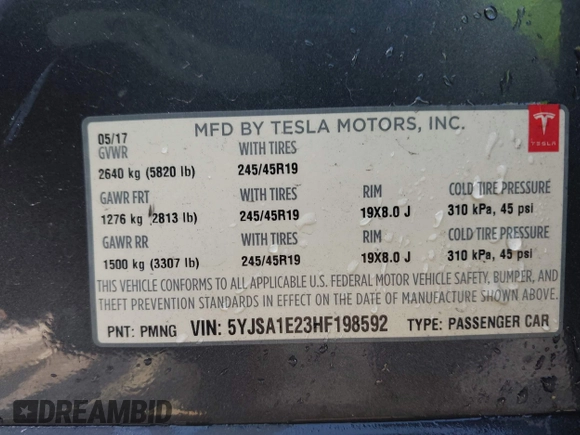 05/17 MFD BY TESLA MOTORS, INC.
TESLA
GVWR WITH TIRES
2640 kg (5820 lb) 245/45R19
GAWR FRT WITH TIRES RIM COLD TIRE PRESSURE
1276 kg 2813 lb) 245/45R19 19X8.0 J 310 kPa, 45 psi
GAWR RR WITH TIRES RIM COLD TIRE PRESSURE
1500 kg (3307 lb) 245/45R19 19X8.0 J 310 kPa, 45 psi
THIS VEHICLE CONFORMS TO ALL APPLICABLE U.S. FEDERAL MOTOR VEHICLE SAFETY, BUMPER, AND
THEFT PREVENTION STANDARDS IN EFFECT ON THE DATE OF MANUFACTURE SHOWN ABOVE.
PNT: PMNG VIN: 5YJSA1E23HF198592 TYPE: PASSENGER CAR
DREAMBID